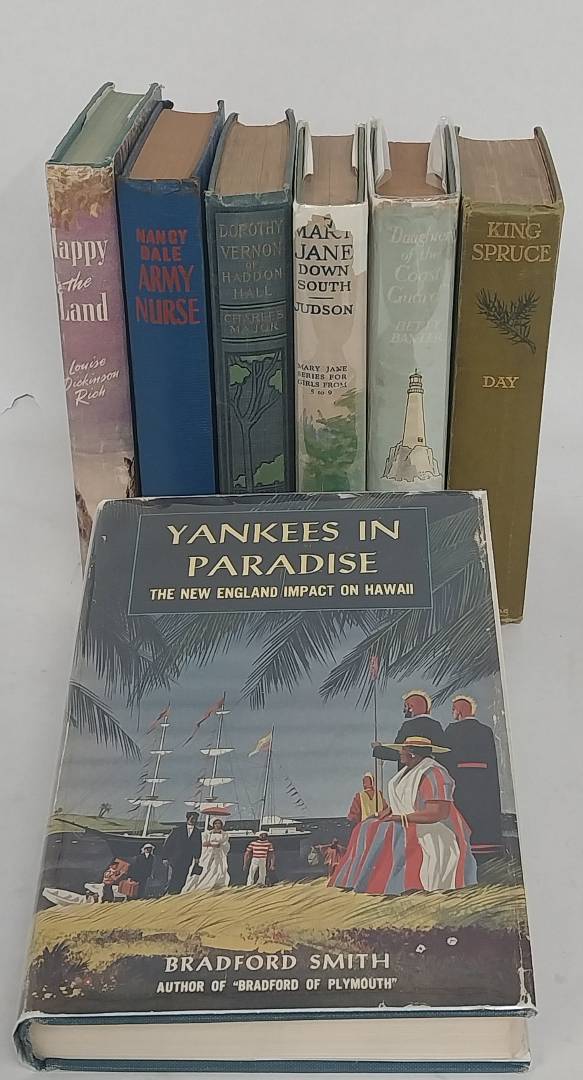 Happy
the
Land
Louise
Dickinson
Rich
NANCY
DALE
ARMY
NURSE
DOROTHY
VERNON
OF
HADDON
HALL
CHARLES
MAJOR
MARY
JANE
DOWN
SOUTH
JUDSON
MARY JANE
SERIES FOR
GIRLS FROM
5 to 9
Daughter
of the
Coast
Guard
BETTY
BAXTER
KING
SPRUCE
DAY
YANKEES IN
PARADISE
THE NEW ENGLAND IMPACT ON HAWAII
BRADFORD SMITH
AUTHOR OF "BRADFORD OF PLYMOUTH"